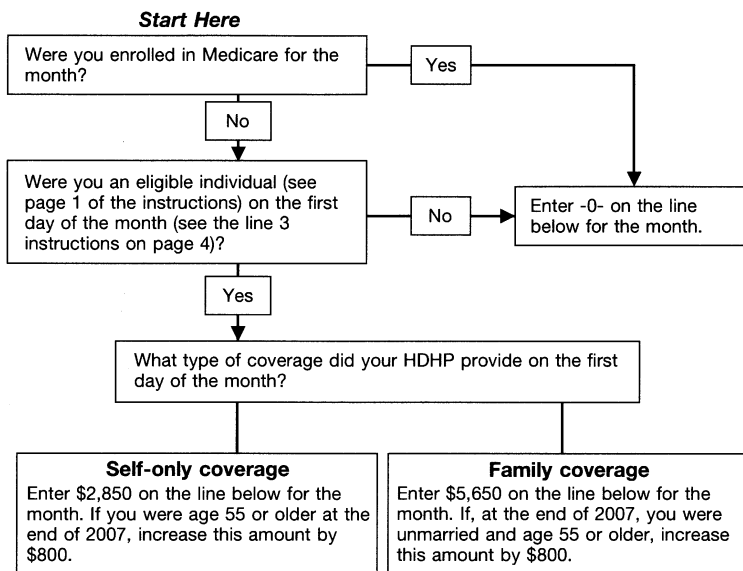 Start Here
Were you enrolled in Medicare for the
month?
Yes
No
Were you an eligible individual (see
page 1 of the instructions) on the first
day of the month (see the line 3
instructions on page 4)?
No
Enter -0- on the line
below for the month.
Yes
What type of coverage did your HDHP provide on the first
day of the month?
Self-only coverage
Enter $2,850 on the line below for the
month. If you were age 55 or older at the
end of 2007, increase this amount by
$800.
Family coverage
Enter $5,650 on the line below for the
month. If, at the end of 2007, you were
unmarried and age 55 or older, increase
this amount by $800.